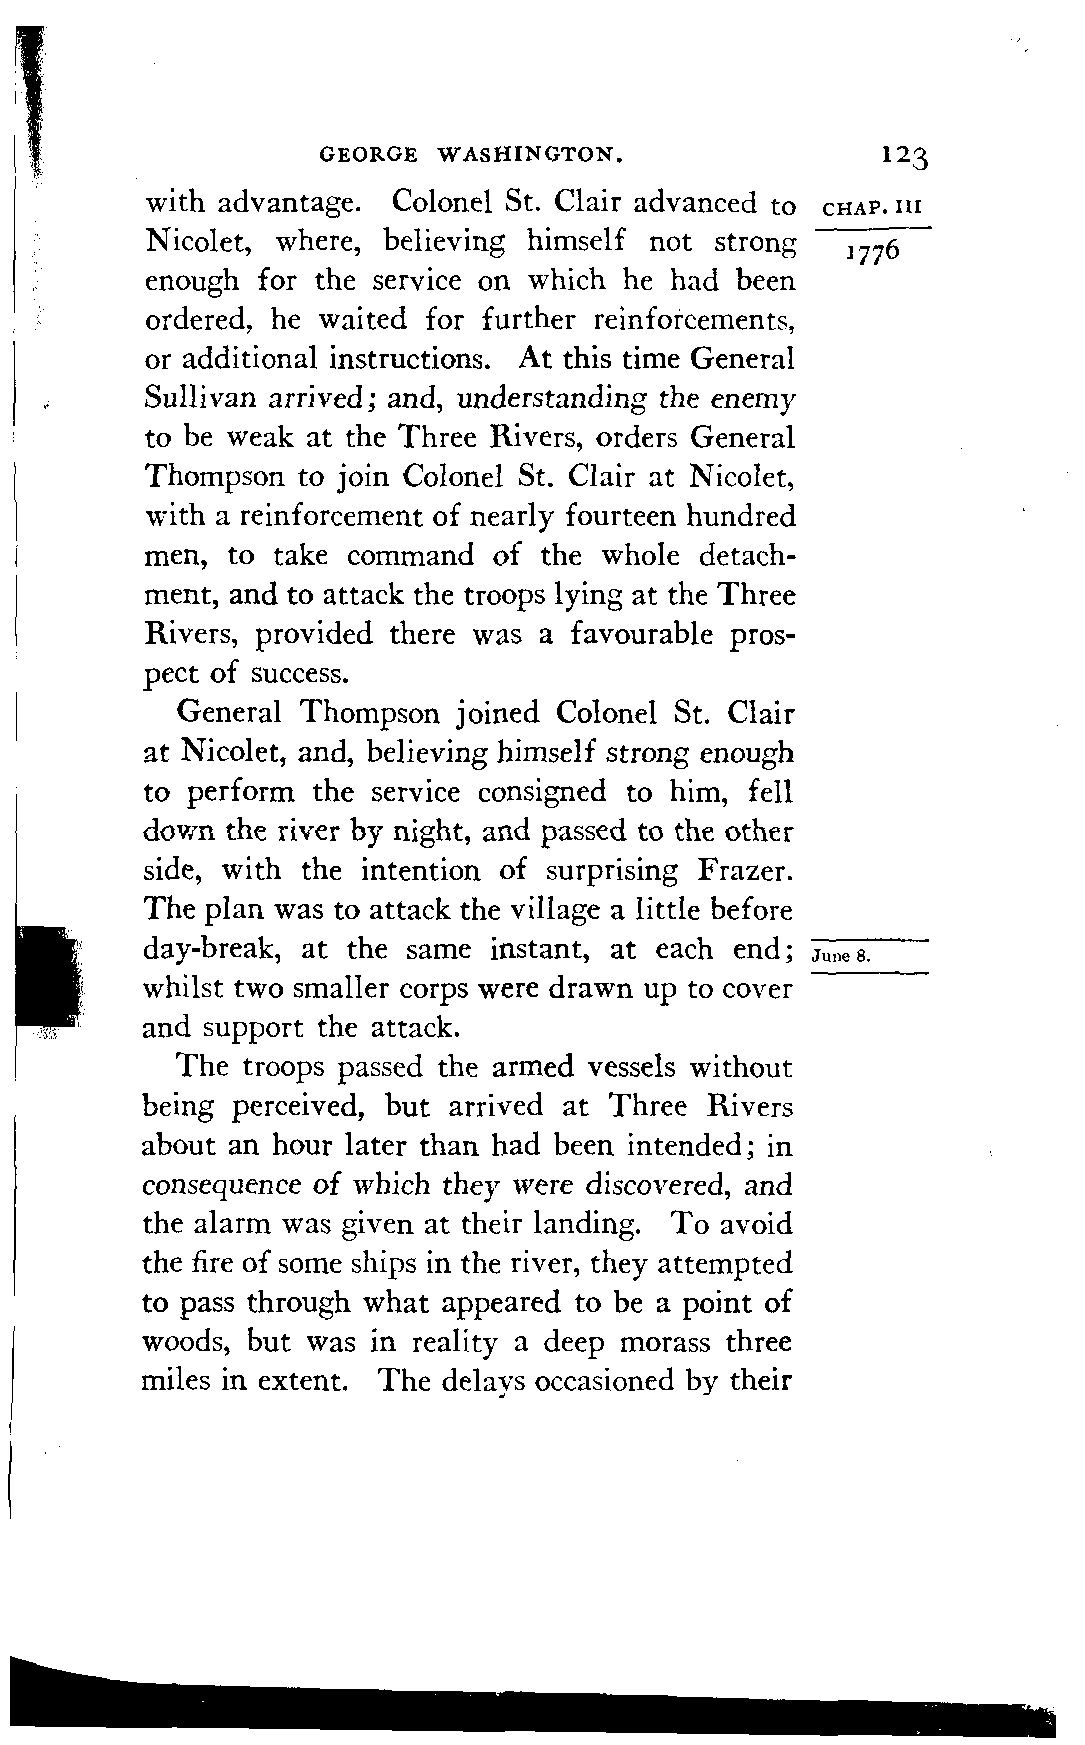 GEORGE WASHINGTON. 123
with advantage. Colonel St. Clair advanced to CHAP. III
Nicolet, where, believing himself not strong 1776
enough for the service on which he had been
ordered, he waited for further reinforcements,
or additional instructions. At this time General
Sullivan arrived; and, understanding the enemy
to be weak at the Three Rivers, orders General
Thompson to join Colonel St. Clair at Nicolet,
with a reinforcement of nearly fourteen hundred
men, to take command of the whole detach-
ment, and to attack the troops lying at the Three
Rivers, provided there was a favourable pros-
pect of success.
General Thompson joined Colonel St. Clair
at Nicolet, and, believing himself strong enough
to perform the service consigned to him, fell
down the river by night, and passed to the other
side, with the intention of surprising Frazer.
The plan was to attack the village a little before
day-break, at the same instant, at each end; June 8.
whilst two smaller corps were drawn up to cover
and support the attack.
The troops passed the armed vessels without
being perceived, but arrived at Three Rivers
about an hour later than had been intended; in
consequence of which they were discovered, and
the alarm was given at their landing. To avoid
the fire of some ships in the river, they attempted
to pass through what appeared to be a point of
woods, but was in reality a deep morass three
miles in extent. The delays occasioned by their